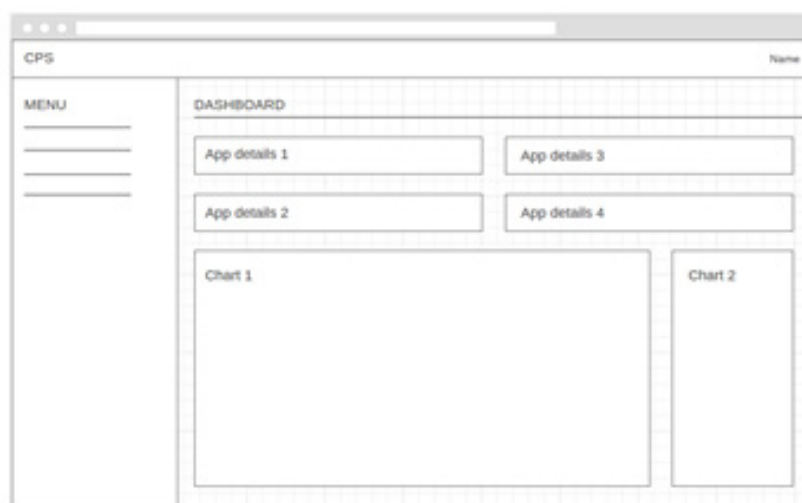 CPS
Name
MENU
DASHBOARD
App details 1
App details 3
App details 2
App details 4
Chart 1
Chart 2